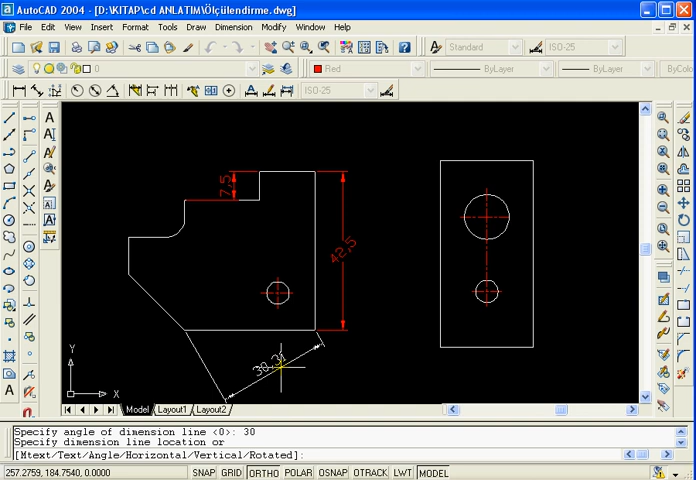 AutoCAD 2004 - [D:\KITAP\cd ANLATIM\Ölçülendirme.dwg]
File Edit View Insert Format Tools Draw Dimension Modify Image Window Help
Standard ISO-25
0 Red ByLayer ByLayer ByColo
ISO-25
7,5
42,5
Y
X
Model Layout1 Layout2
Specify angle of dimension line <0>: 30
Specify dimension line location or
[Mtext/Text/Angle/Horizontal/Vertical/Rotated]:
257.2759, 184.7540, 0.0000 SNAP GRID ORTHO POLAR OSNAP OTRACK LWT MODEL